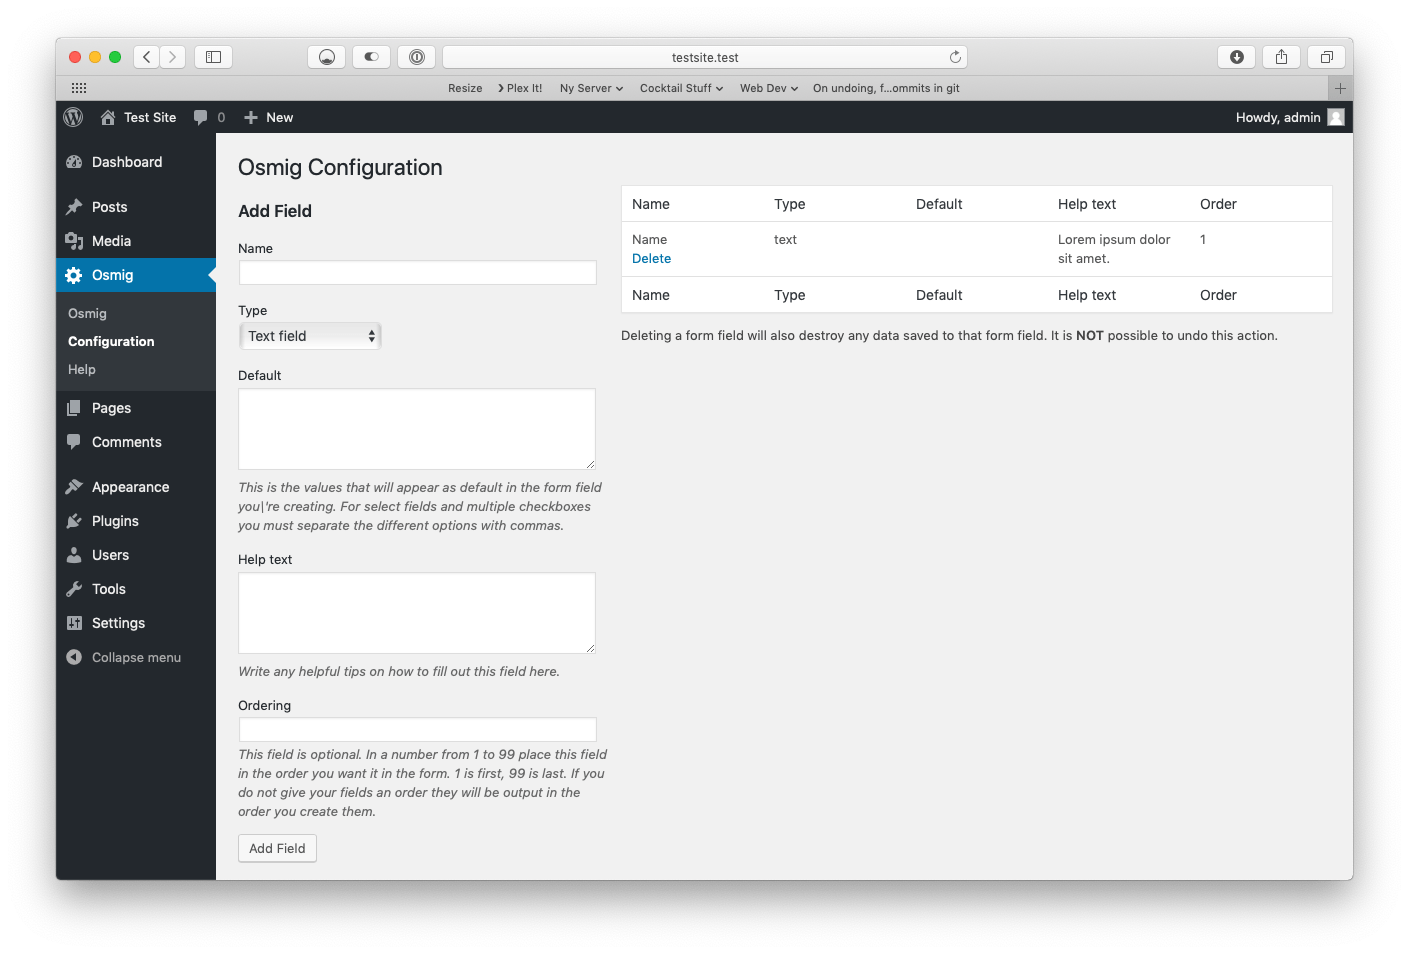 testsite.test
Resize
Plex It!
Ny Server
Cocktail Stuff
Web Dev
On undoing, f...ommits in git
Test Site
0
New
Howdy, admin
Dashboard
Posts
Media
Osmig
Osmig
Configuration
Help
Pages
Comments
Appearance
Plugins
Users
Tools
Settings
Collapse menu
Osmig Configuration
Add Field
Name
Type
Text field
Default
This is the values that will appear as default in the form field
you\'re creating. For select fields and multiple checkboxes
you must separate the different options with commas.
Help text
Write any helpful tips on how to fill out this field here.
Ordering
This field is optional. In a number from 1 to 99 place this field
in the order you want it in the form. 1 is first, 99 is last. If you
do not give your fields an order they will be output in the
order you create them.
Add Field
Name Type Default Help text Order
Name text Lorem ipsum dolor 1
Delete sit amet.
Name Type Default Help text Order
Deleting a form field will also destroy any data saved to that form field. It is NOT possible to undo this action.